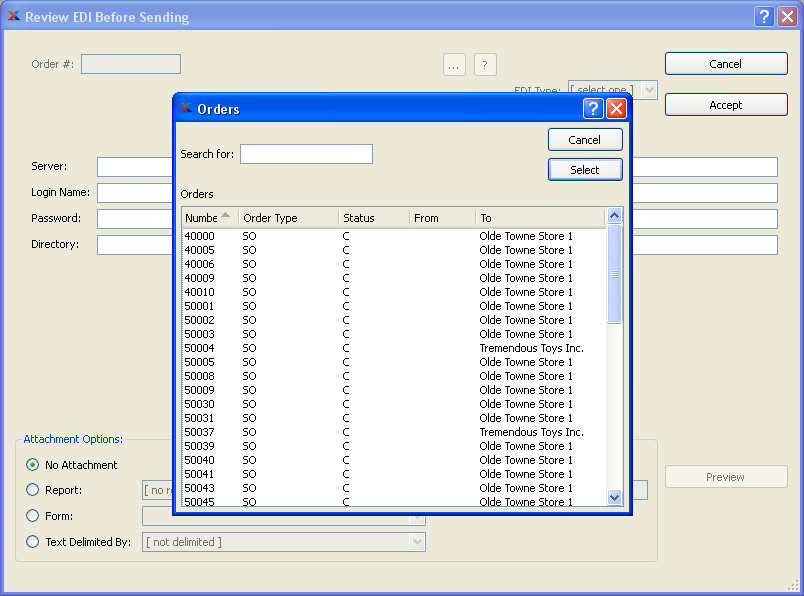 Review EDI Before Sending
Order #:
... ?
Cancel
EDI Type: [ select one ]
Accept
Orders
Search for:
Cancel
Select
Orders
Numbe Order Type Status From To
40000 SO C Olde Towne Store 1
40005 SO C Olde Towne Store 1
40006 SO C Olde Towne Store 1
40009 SO C Olde Towne Store 1
40010 SO C Olde Towne Store 1
50001 SO C Olde Towne Store 1
50002 SO C Olde Towne Store 1
50003 SO C Olde Towne Store 1
50004 SO C Tremendous Toys Inc.
50005 SO C Olde Towne Store 1
50008 SO C Olde Towne Store 1
50009 SO C Olde Towne Store 1
50030 SO C Olde Towne Store 1
50031 SO C Olde Towne Store 1
50037 SO C Tremendous Toys Inc.
50039 SO C Olde Towne Store 1
50040 SO C Olde Towne Store 1
50041 SO C Olde Towne Store 1
50043 SO C Olde Towne Store 1
50045 SO C Olde Towne Store 1
Server:
Login Name:
Password:
Directory:
Attachment Options:
No Attachment
Report: [ no
Form:
Text Delimited By: [ not delimited ]
Preview